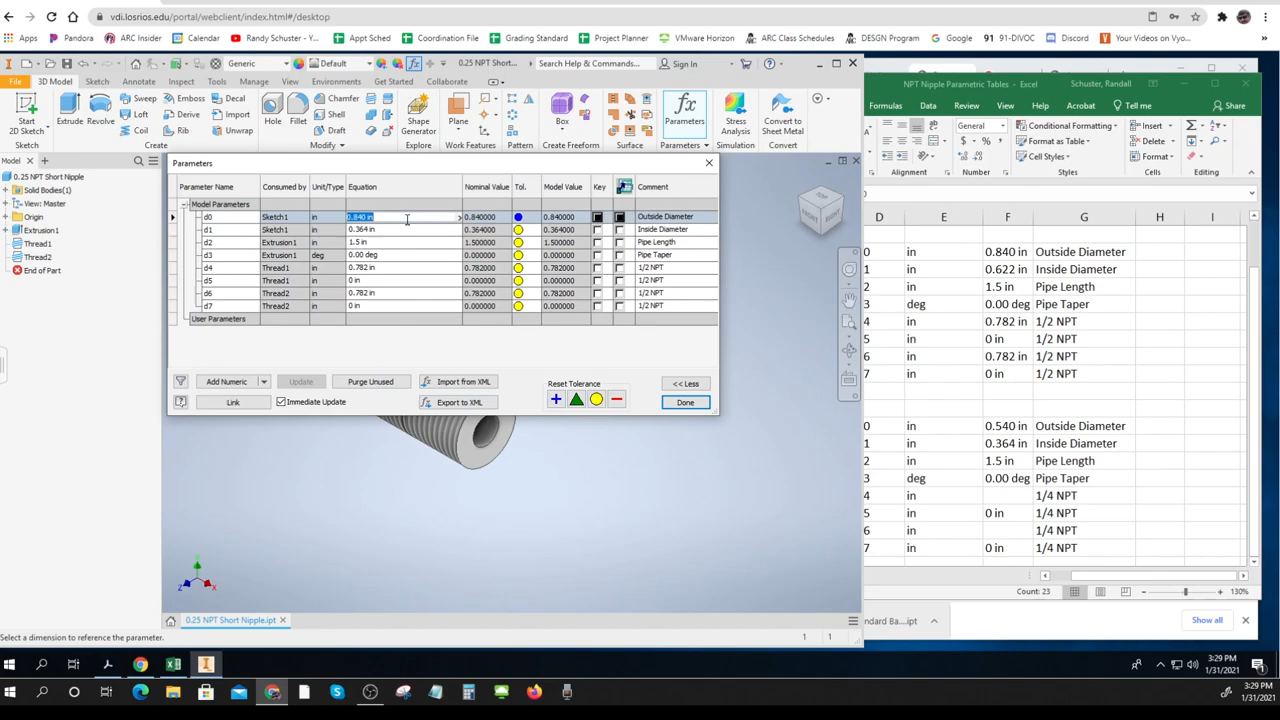 vdi.losrios.edu/portal/webclient/index.html#/desktop
Apps Pandora ARC Insider Calendar Randy Schuster Appt Sched Coordination File Grading Standard Project Planner VMware Horizon ARC Class Schedules DESGN Program Google 91 91-DIVOC Discord Your Videos on Vyo...
Generic Default 0.25 NPT Short... Search Help & Commands... Sign In
File 3D Model Sketch Annotate Inspect Tools Manage View Environments Get Started Collaborate
Start 2D Sketch Extrude Revolve Sweep Emboss Decal Loft Derive Import Coil Rib Unwrap Hole Fillet Chamfer Shell Draft Shape Generator Plane Box Parameters Stress Analysis Convert to Sheet Metal
Modify Explore Work Features Pattern Create Freeform Surface Parameters
NPT Nipple Parametric Tables - Excel Schuster, Randall
Formulas Data Review View Help Acrobat Tell me Share
General Conditional Formatting Format as Table Cell Styles Insert Delete Format
Alignment Number Styles Cells Editing
Model
0.25 NPT Short Nipple
Solid Bodies(1)
View: Master
Origin
Extrusion1
Thread1
Thread2
End of Part
Parameters
Parameter Name Consumed by Unit/Type Equation Nominal Value Tol. Model Value Key Comment
Model Parameters
d0 Sketch1 in 0.840 in 0.840000 0.840000 Outside Diameter
d1 Sketch1 in 0.364 in 0.364000 0.364000 Inside Diameter
d2 Extrusion1 in 1.5 in 1.500000 1.500000 Pipe Length
d3 Extrusion1 deg 0.00 deg 0.000000 0.000000 Pipe Taper
d4 Thread1 in 0.782 in 0.782000 0.782000 1/2 NPT
d5 Thread1 in 0 in 0.000000 0.000000 1/2 NPT
d6 Thread2 in 0.782 in 0.782000 0.782000 1/2 NPT
d7 Thread2 in 0 in 0.000000 0.000000 1/2 NPT
User Parameters
Add Numeric Update Purge Unused Import from XML Reset Tolerance << Less
Link Immediate Update Export to XML Done
FRONT RIGHT
D E F G H I
0 in 0.840 in Outside Diameter
1 in 0.622 in Inside Diameter
2 in 1.5 in Pipe Length
3 deg 0.00 deg Pipe Taper
4 in 0.782 in 1/2 NPT
5 in 0 in 1/2 NPT
6 in 0.782 in 1/2 NPT
7 in 0 in 1/2 NPT
0 in 0.540 in Outside Diameter
1 in 0.364 in Inside Diameter
2 in 1.5 in Pipe Length
3 deg 0.00 deg Pipe Taper
4 in 1/4 NPT
5 in 0 in 1/4 NPT
6 in 1/4 NPT
7 in 0 in 1/4 NPT
Count: 23 130%
Z Y X
0.25 NPT Short Nipple.ipt
ndard Ba....ipt Show all
Select a dimension to reference the parameter. 1 1
3:29 PM
1/31/2021
3:29 PM
1/31/2021